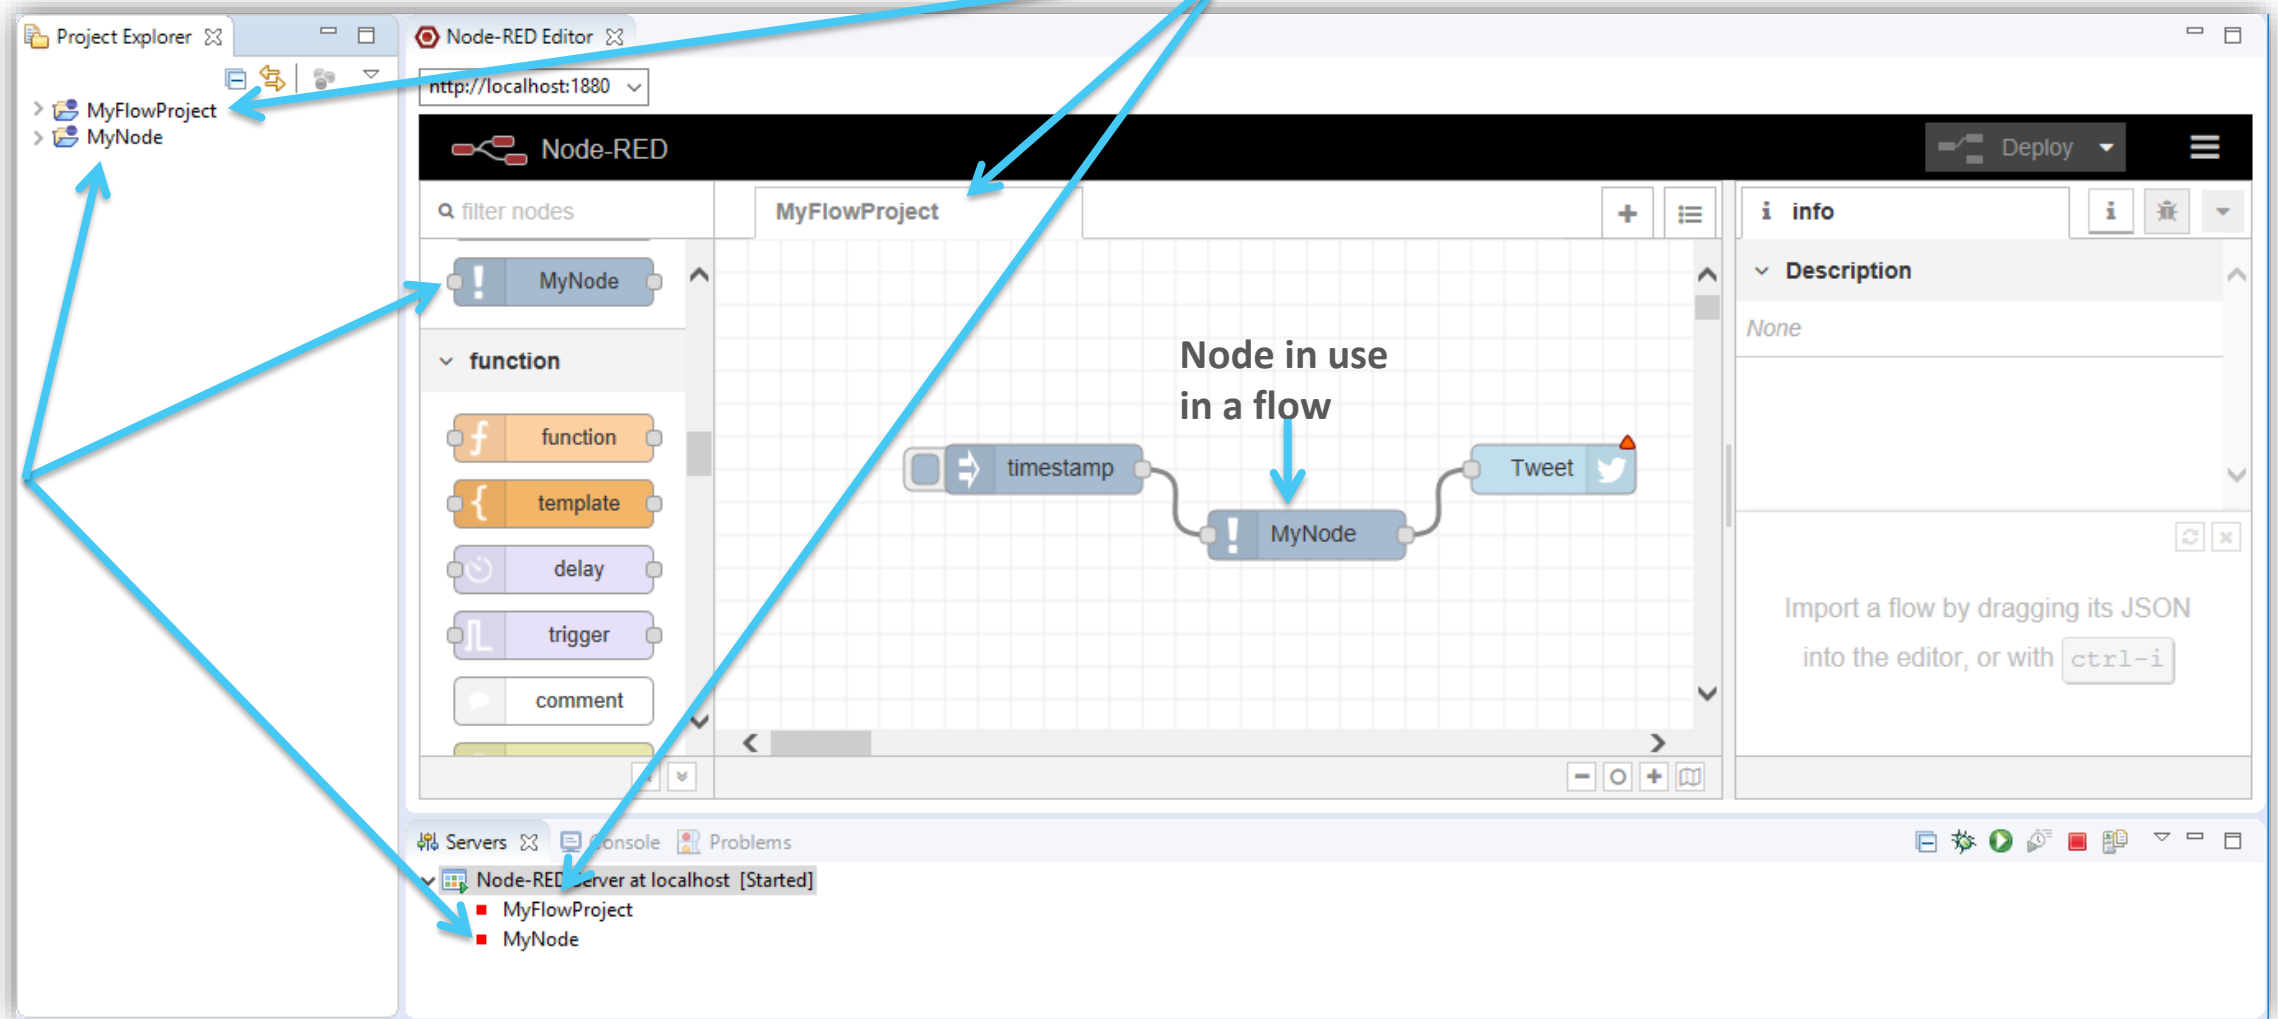 Project Explorer
Node-RED Editor
http://localhost:1880
MyFlowProject
MyNode
Node-RED
Deploy
filter nodes
MyFlowProject
i info
i
MyNode
Description
None
function
Node in use
in a flow
function
timestamp
Tweet
template
MyNode
delay
trigger
Import a flow by dragging its JSON
into the editor, or with ctrl-i
comment
Servers
Console
Problems
Node-RED Server at localhost [Started]
MyFlowProject
MyNode